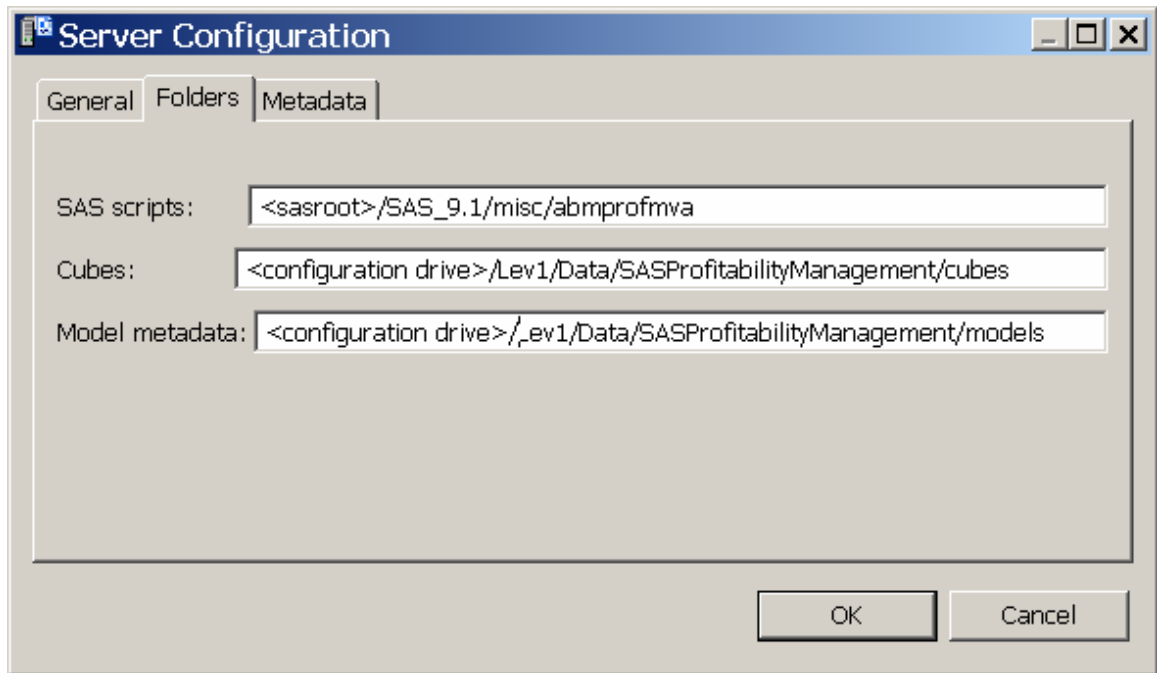 Server Configuration
General Folders Metadata
SAS scripts: <sasroot>/SAS_9.1/misc/abmprofmva
Cubes: <configuration drive>/Lev1/Data/SASProfitabilityManagement/cubes
Model metadata: <configuration drive>/Lev1/Data/SASProfitabilityManagement/models
OK Cancel